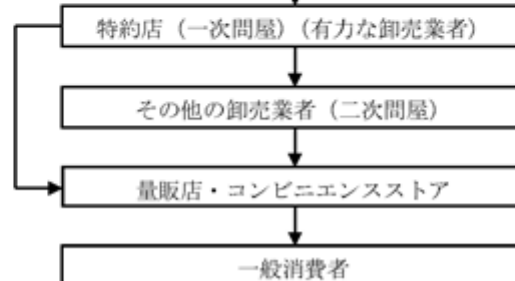 特約店（一次問屋）（有力な卸売業者）
その他の卸売業者（二次問屋）
量販店・コンビニエンスストア
一般消費者